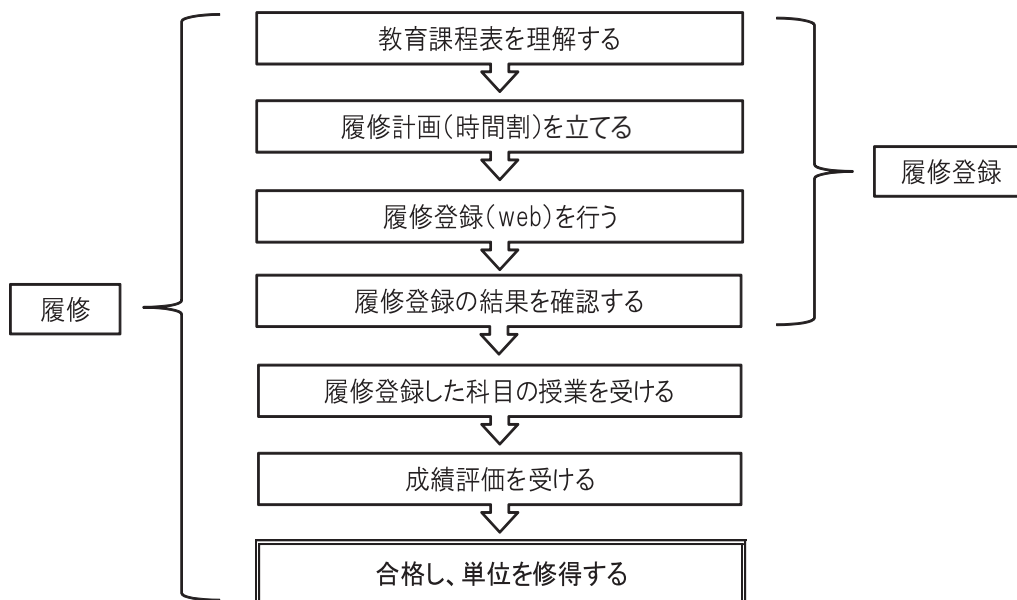 教育課程表を理解する
履修計画（時間割）を立てる
履修登録
履修登録（web）を行う
履修
履修登録の結果を確認する
履修登録した科目の授業を受ける
成績評価を受ける
合格し、単位を修得する